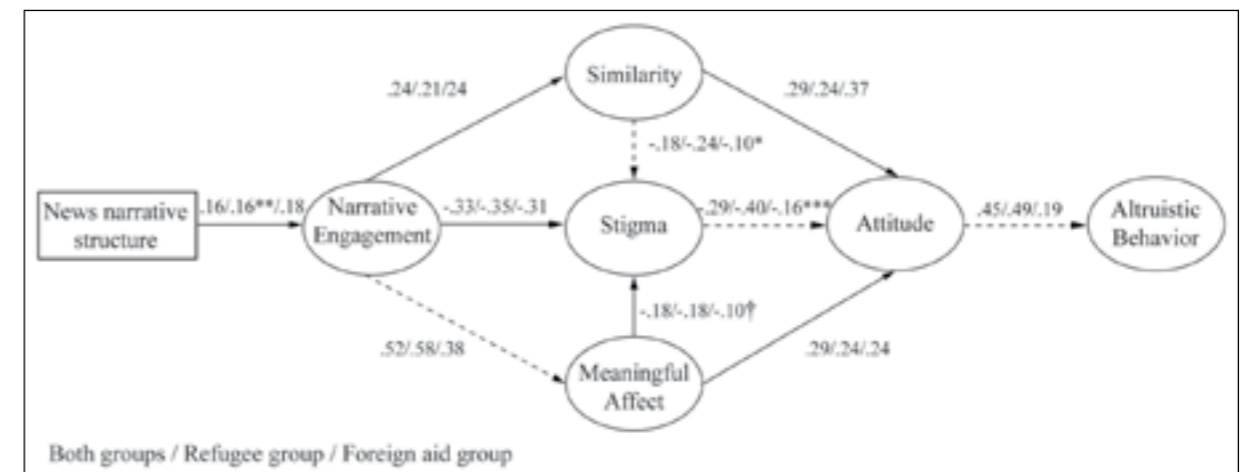 Similarity
.24/.21/24
.29/.24/.37
-.18/-.24/-.10*
News narrative
structure
.16/.16**/.18
Narrative
Engagement
-.33/-.35/-.31
Stigma
-.29/-.40/-.16***
Attitude
.45/.49/.19
Altruistic
Behavior
-.18/-.18/-.10†
.52/.58/.38
.29/.24/.24
Meaningful
Affect
Both groups / Refugee group / Foreign aid group